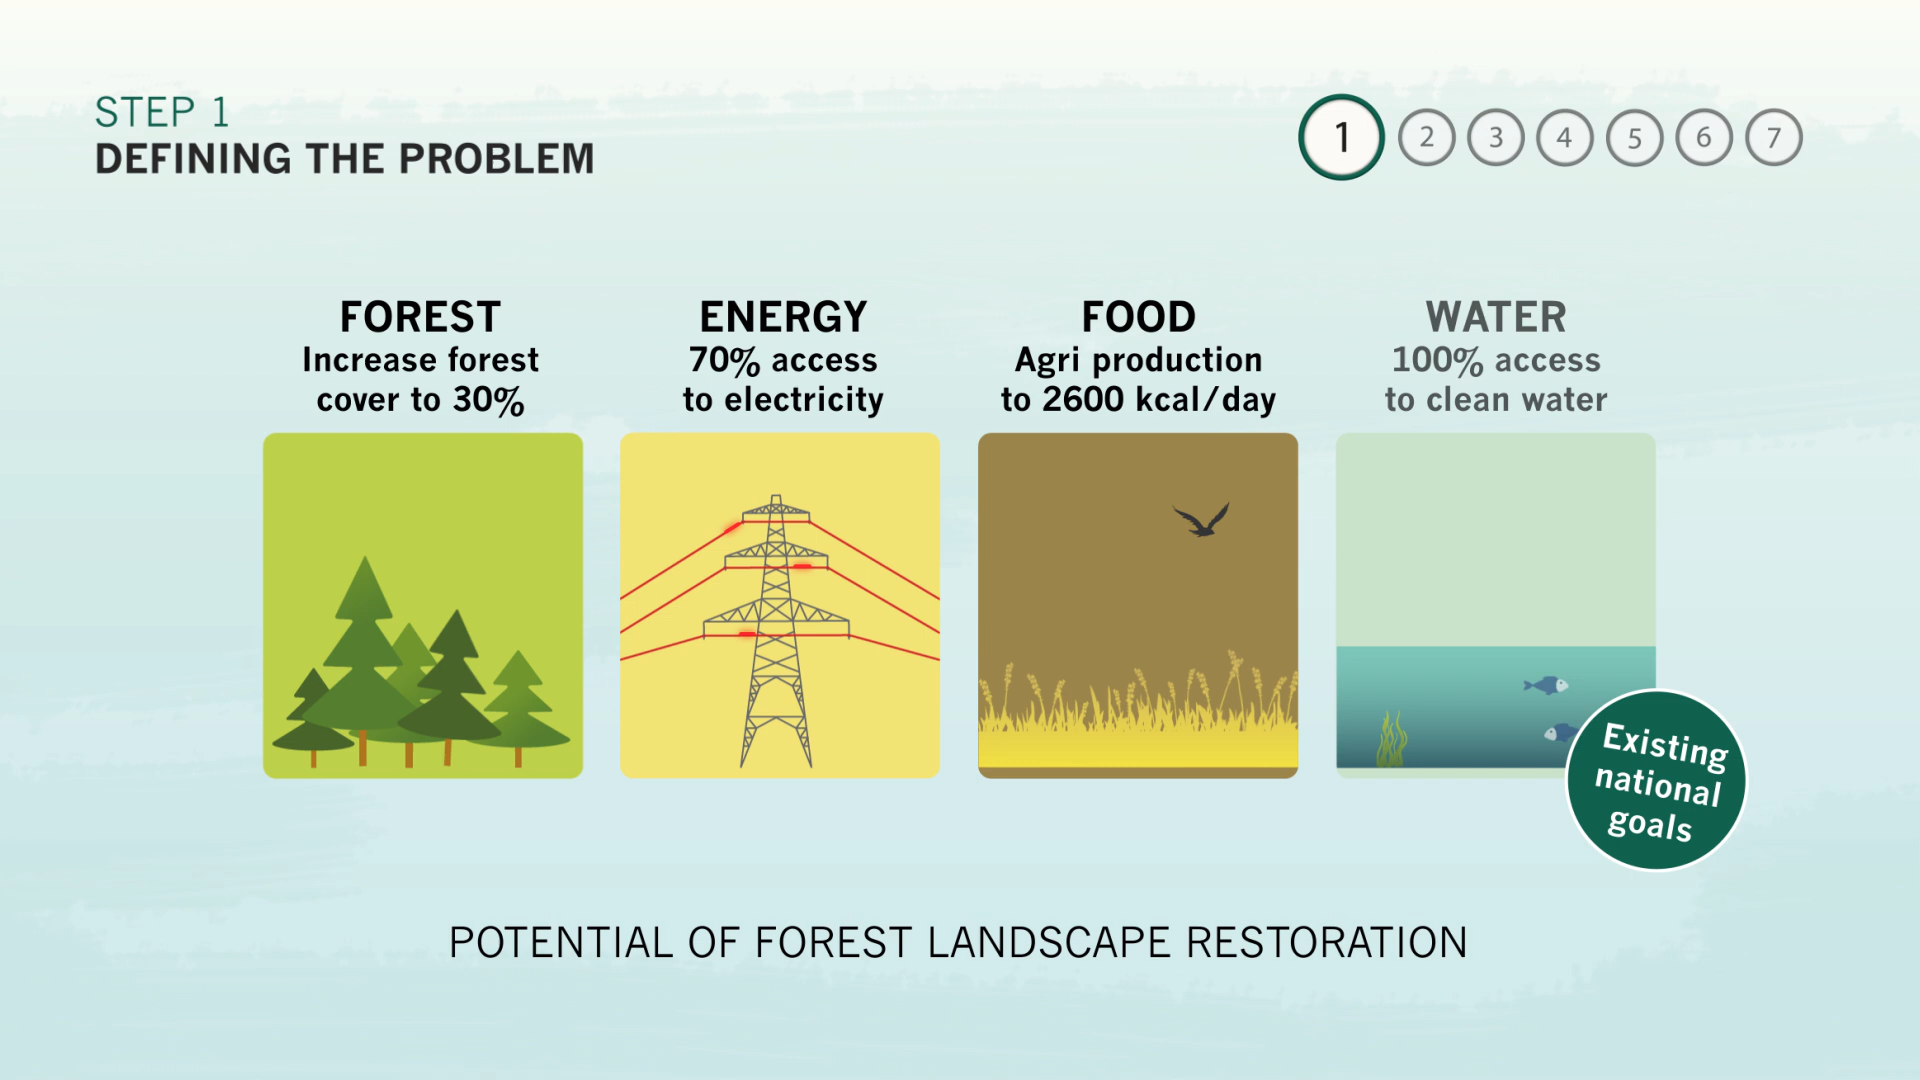 STEP 1
DEFINING THE PROBLEM
1 2 3 4 5 6 7
FOREST
Increase forest
cover to 30%
ENERGY
70% access
to electricity
FOOD
Agri production
to 2600 kcal/day
WATER
100% access
to clean water
Existing
national
goals
POTENTIAL OF FOREST LANDSCAPE RESTORATION